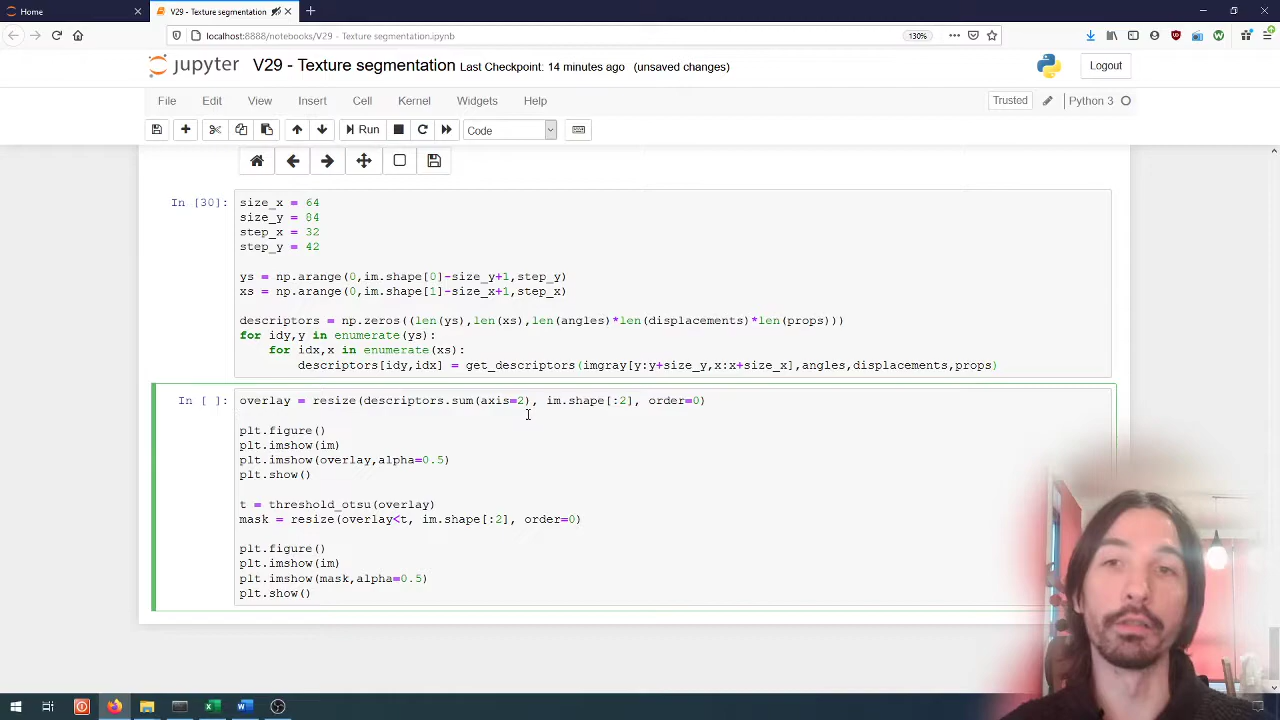 Home
V29 - Texture segmentation
localhost:8888/notebooks/V29 - Texture segmentation.ipynb
130%
jupyter
V29 - Texture segmentation Last Checkpoint: 14 minutes ago (unsaved changes)
Logout
File Edit View Insert Cell Kernel Widgets Help
Trusted
Python 3
Run
Code
In [30]:
size_x = 64
size_y = 84
step_x = 32
step_y = 42
ys = np.arange(0,im.shape[0]-size_y+1,step_y)
xs = np.arange(0,im.shape[1]-size_x+1,step_x)
descriptors = np.zeros((len(ys),len(xs),len(angles)*len(displacements)*len(props)))
for idy,y in enumerate(ys):
    for idx,x in enumerate(xs):
        descriptors[idy,idx] = get_descriptors(imgray[y:y+size_y,x:x+size_x],angles,displacements,props)
In [ ]:
overlay = resize(descriptors.sum(axis=2), im.shape[:2], order=0)
plt.figure()
plt.imshow(im)
plt.imshow(overlay,alpha=0.5)
plt.show()
t = threshold_otsu(overlay)
mask = resize(overlay<t, im.shape[:2], order=0)
plt.figure()
plt.imshow(im)
plt.imshow(mask,alpha=0.5)
plt.show()